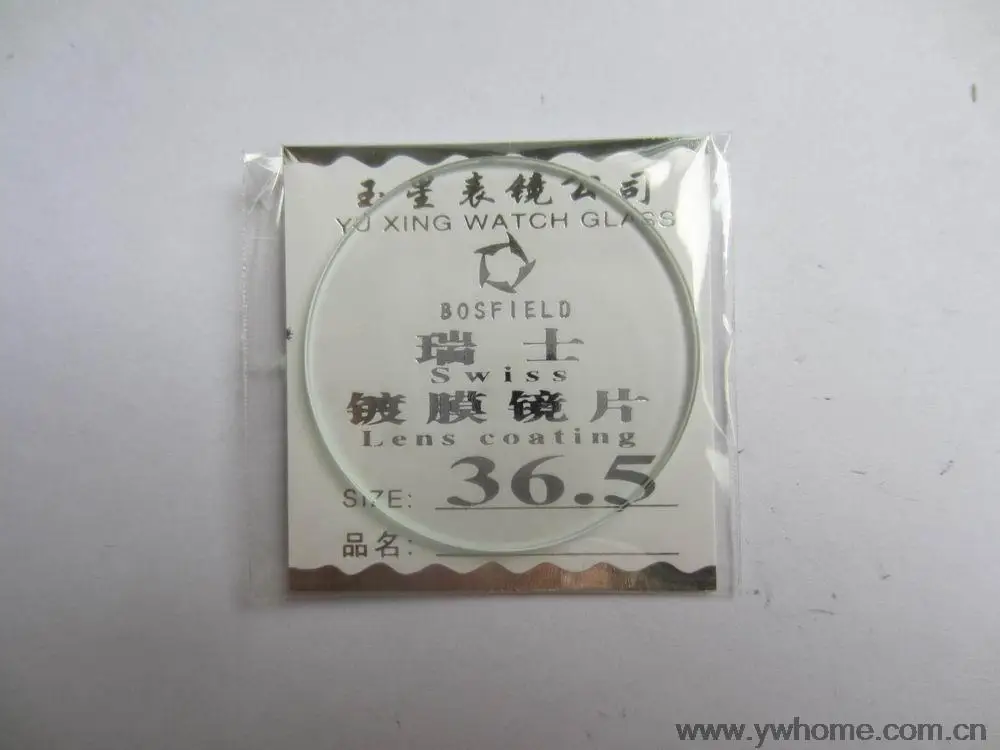 玉星表镜公司
YU XING WATCH GLASS
BOSFIELD
瑞士
Swiss
镀膜镜片
Lens coating
SIZE: 36.5
品名:
www.ywhome.com.cn